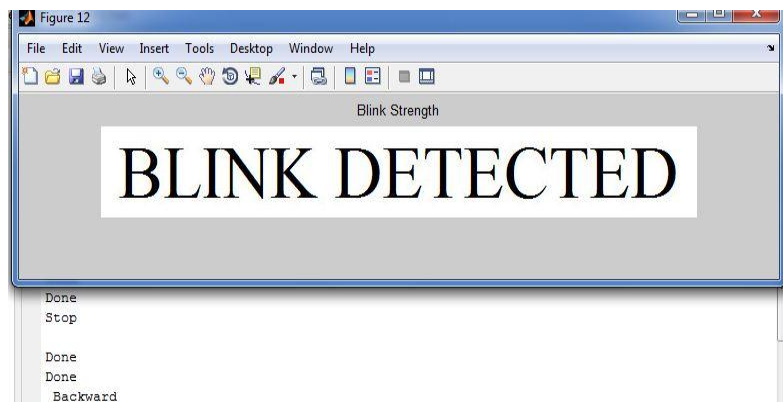 Figure 12
File Edit View Insert Tools Desktop Window Help
Blink Strength
BLINK DETECTED
Done
Stop
Done
Done
Backward